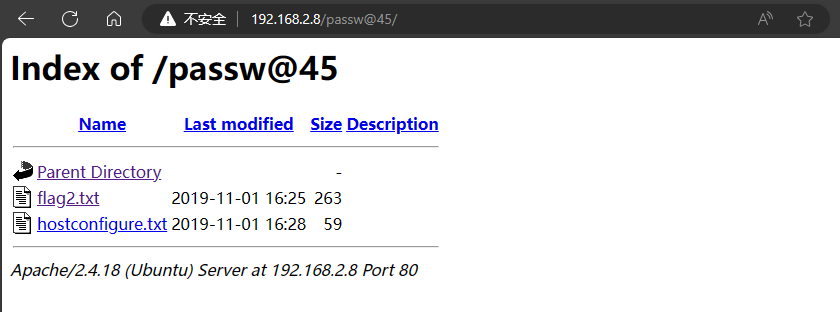 不安全 192.168.2.8/passw@45/
Index of /passw@45
Name Last modified Size Description
Parent Directory -
flag2.txt 2019-11-01 16:25 263
hostconfigure.txt 2019-11-01 16:28 59
Apache/2.4.18 (Ubuntu) Server at 192.168.2.8 Port 80